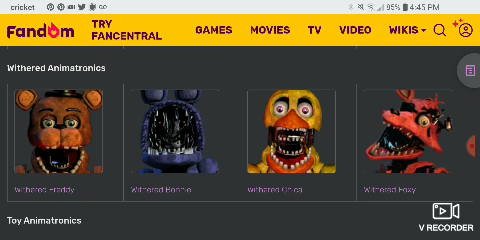 cricket 85% 4:45 PM
Fandom TRY FANCENTRAL GAMES MOVIES TV VIDEO WIKIS
Withered Animatronics
Withered Freddy Withered Bonnie Withered Chica Withered Foxy
Toy Animatronics
V RECORDER